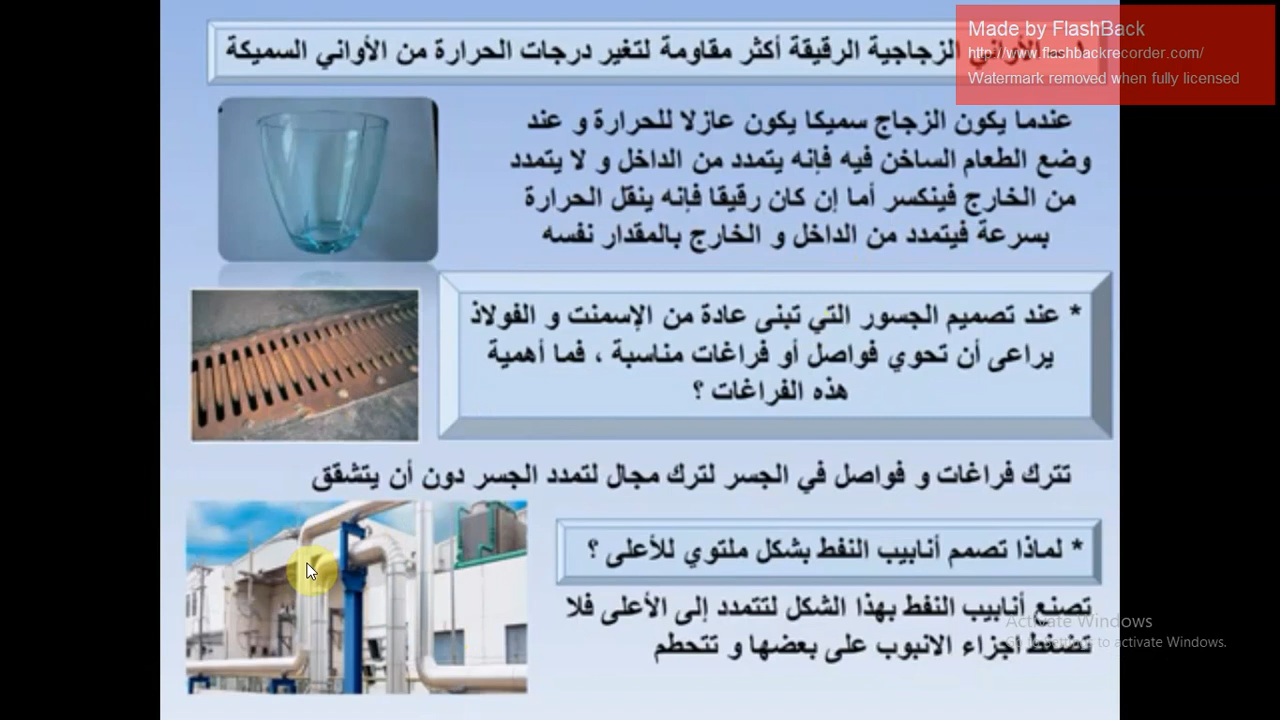 Made by FlashBack
http://www.flashbackrecorder.com/
Watermark removed when fully licensed
الزجاجية الرقيقة أكثر مقاومة لتغير درجات الحرارة من الأواني السميكة
عندما يكون الزجاج سميكا يكون عازلا للحرارة و عند
وضع الطعام الساخن فيه فإنه يتمدد من الداخل و لا يتمدد
من الخارج فينكسر أما إن كان رقيقا فإنه ينقل الحرارة
بسرعة فيتمدد من الداخل و الخارج بالمقدار نفسه
* عند تصميم الجسور التي تبنى عادة من الإسمنت و الفولاذ
يراعى أن تحوي فواصل أو فراغات مناسبة ، فما أهمية
هذه الفراغات ؟
تترك فراغات و فواصل في الجسر لترك مجال لتمدد الجسر دون أن يتشقق
* لماذا تصمم أنابيب النفط بشكل ملتوي للأعلى ؟
تصنع أنابيب النفط بهذا الشكل لتتمدد إلى الأعلى فلا
تضغط اجزاء الانبوب على بعضها و تتحطم
Activate Windows
Go to Settings to activate Windows.